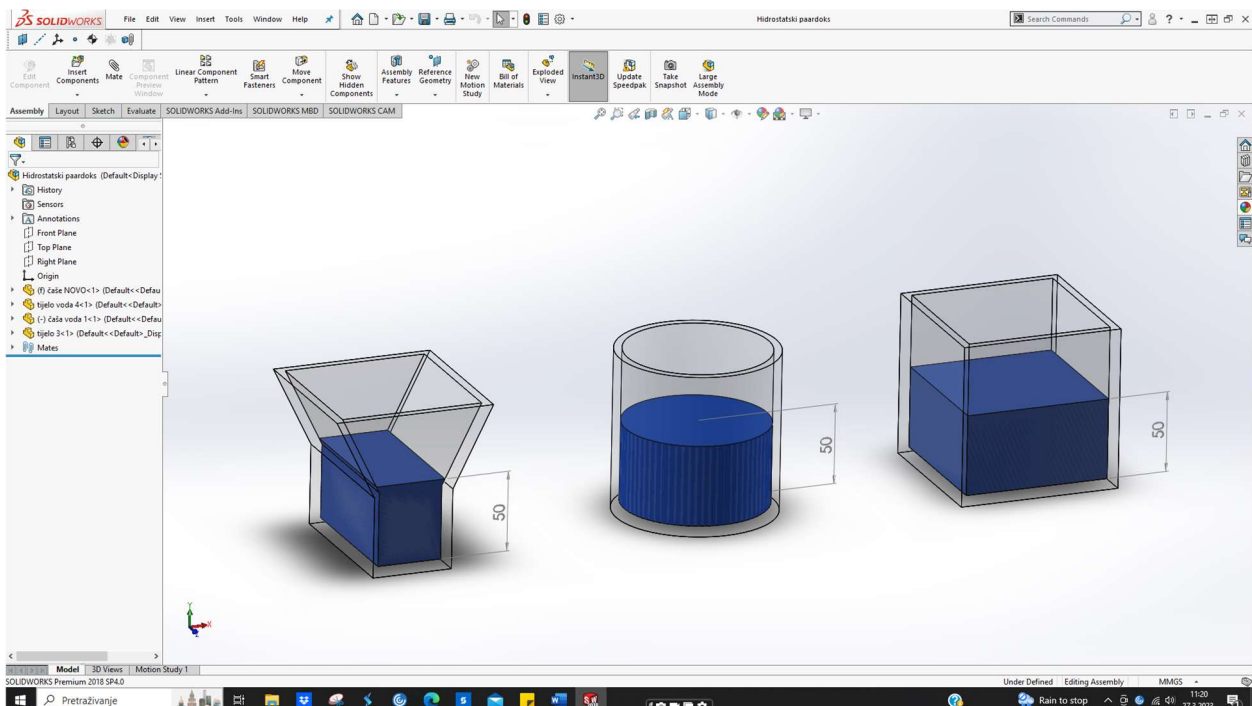 SOLIDWORKS File Edit View Insert Tools Window Help Hidrostatski paardoks Search Commands
Edit Component
Insert Components
Mate
Component Preview Window
Linear Component Pattern
Smart Fasteners
Move Component
Show Hidden Components
Assembly Features
Reference Geometry
New Motion Study
Bill of Materials
Exploded View
Instant3D
Update Speedpak
Take Snapshot
Large Assembly Mode
Assembly Layout Sketch Evaluate SOLIDWORKS Add-Ins SOLIDWORKS MBD SOLIDWORKS CAM
Hidrostatski paardoks (Default<Display
History
Sensors
Annotations
Front Plane
Top Plane
Right Plane
Origin
(f) čaše NOVO<1> (Default<<Defau
tijelo voda 4<1> (Default<<Default>
(-) čaša voda 1<1> (Default<<Defau
tijelo 3<1> (Default<<Default>_Disp
Mates
50
50
50
Y
X
Z
Model 3D Views Motion Study 1
SOLIDWORKS Premium 2018 SP4.0 Under Defined Editing Assembly MMGS
Pretraživanje Rain to stop 11:20
27.3.2023.